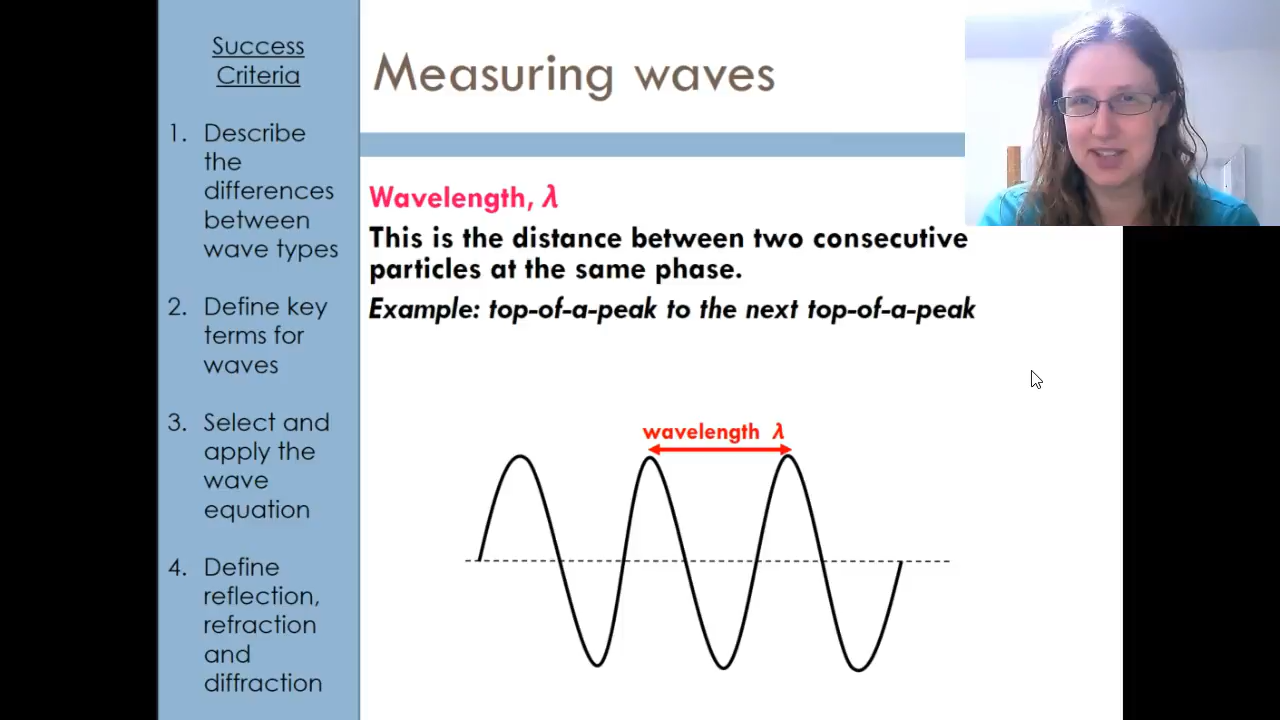 Success
Criteria
1. Describe
the
differences
between
wave types
2. Define key
terms for
waves
3. Select and
apply the
wave
equation
4. Define
reflection,
refraction
and
diffraction
Measuring waves
Wavelength, λ
This is the distance between two consecutive
particles at the same phase.
Example: top-of-a-peak to the next top-of-a-peak
wavelength λ